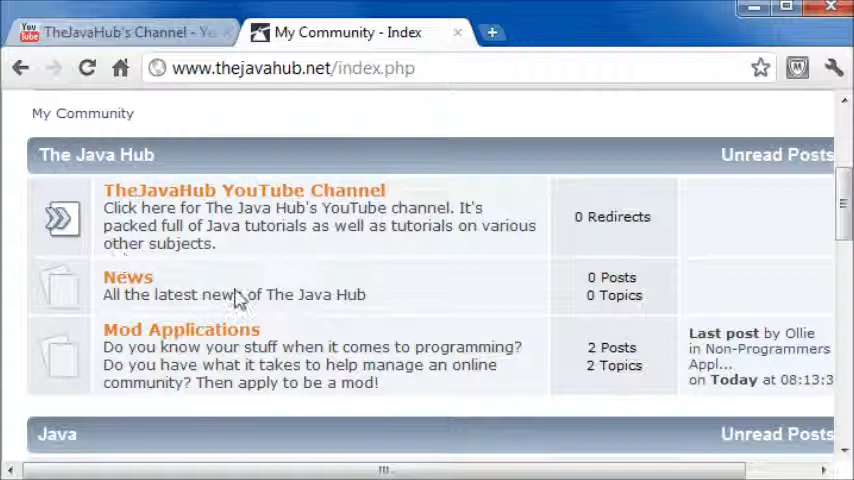 You Tube TheJavaHub's Channel - Yo
My Community - Index
www.thejavahub.net/index.php
My Community
The Java Hub
Unread Posts
TheJavaHub YouTube Channel
Click here for The Java Hub's YouTube channel. It's
packed full of Java tutorials as well as tutorials on various
other subjects.
0 Redirects
News
All the latest news of The Java Hub
0 Posts
0 Topics
Mod Applications
Do you know your stuff when it comes to programming?
Do you have what it takes to help manage an online
community? Then apply to be a mod!
2 Posts
2 Topics
Last post by Ollie
in Non-Programmers
Appl...
on Today at 08:13:3
Java
Unread Posts